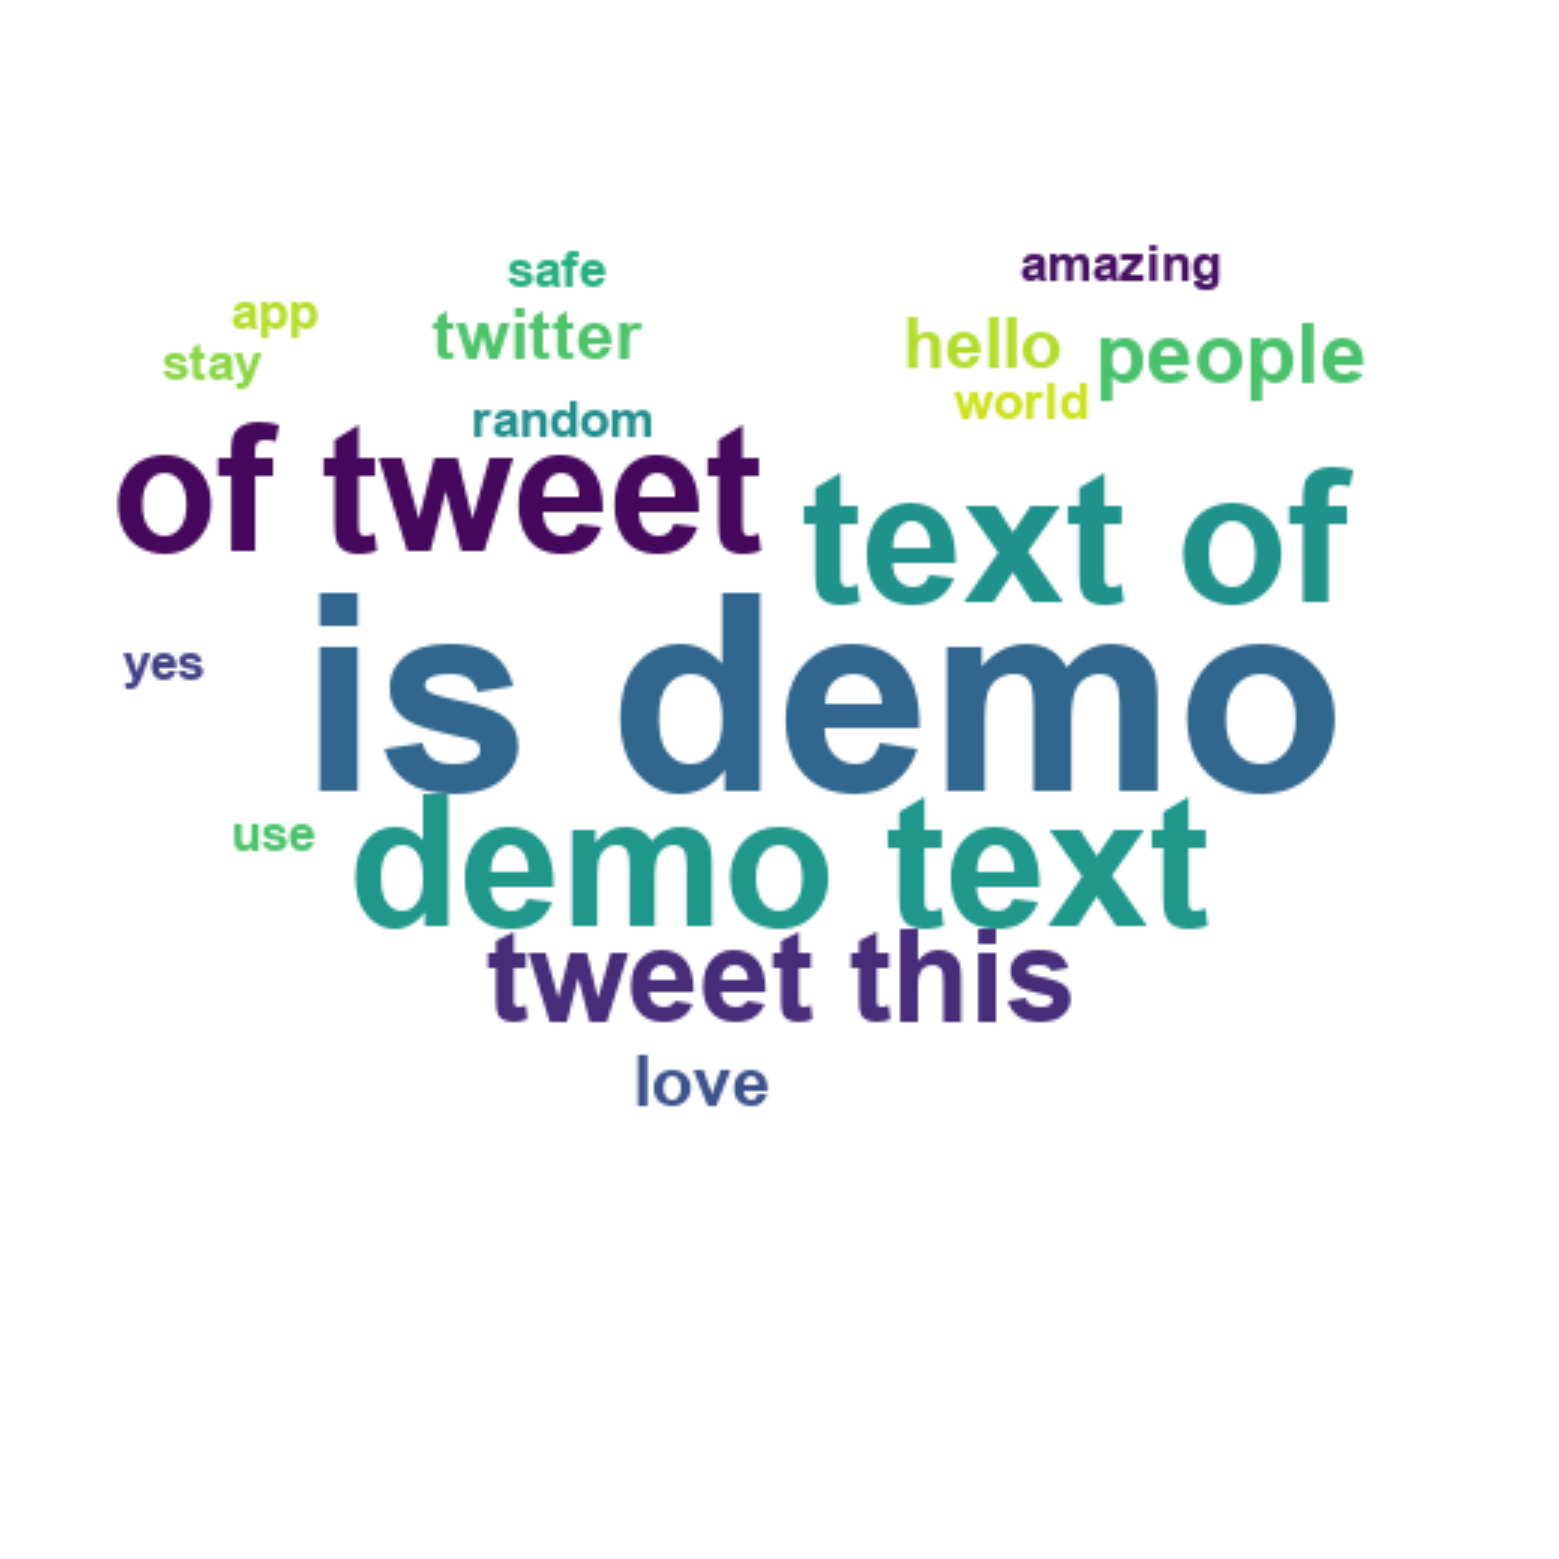 safe
amazing
app
twitter
hello
people
stay
world
random
of tweet
text of
is demo
yes
use
demo text
tweet this
love